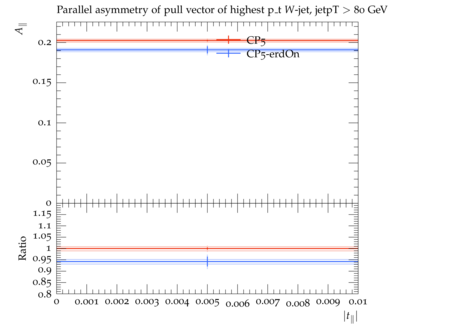 Parallel asymmetry of pull vector of highest p_t W-jet, jetpT > 80 GeV
A∥
CP5
CP5-erdOn
0.2
0.15
0.1
0.05
0
Ratio
1.15
1.1
1.05
1
0.95
0.9
0.85
0.8
0 0.001 0.002 0.003 0.004 0.005 0.006 0.007 0.008 0.009 0.01
|t∥|